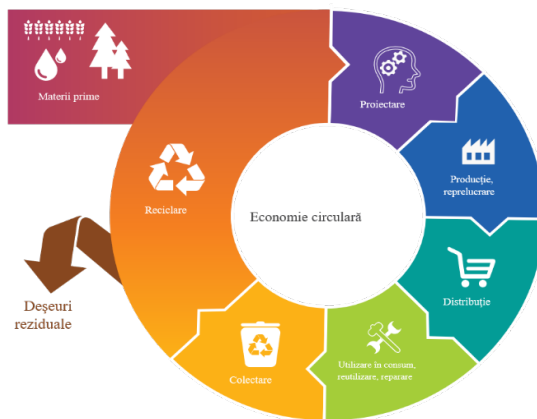 Materii prime
Proiectare
Producție,
reprelucrare
Distribuție
Utilizare în consum,
reutilizare, reparare
Colectare
Reciclare
Deșeuri
reziduale
Economie circulară